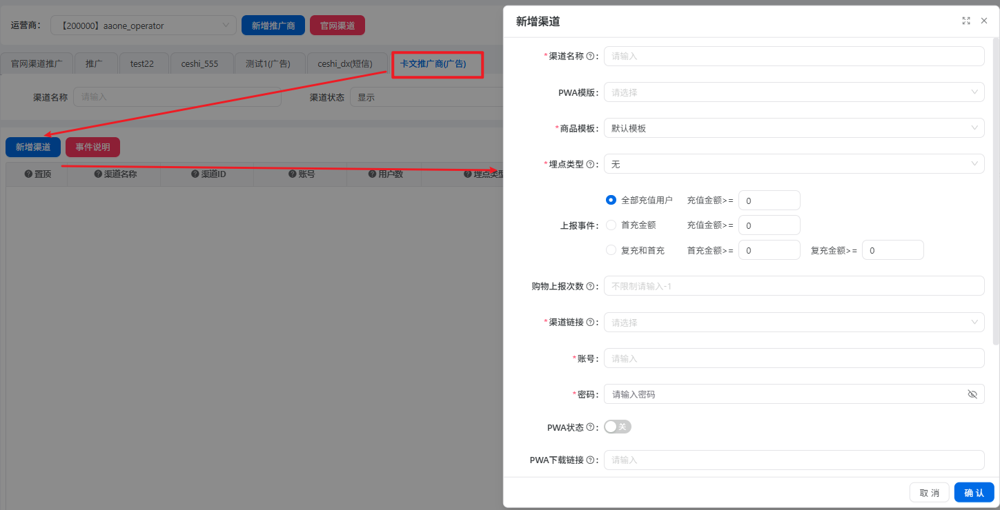 运营商：
【200000】aaone_operator
新增推广商
官网渠道
官网渠道推广
推广
test22
ceshi_555
测试1(广告)
ceshi_dx(短信)
卡文推广商(广告)
渠道名称
请输入
渠道状态
显示
新增渠道
事件说明
置顶
渠道名称
渠道ID
账号
用户数
埋点类型
新增渠道
*渠道名称 :
请输入
PWA模版:
请选择
*商品模板:
默认模板
*埋点类型 :
无
上报事件:
全部充值用户 充值金额>= 0
首充金额 充值金额>= 0
复充和首充 首充金额>= 0 复充金额>= 0
购物上报次数 :
不限制请输入-1
*渠道链接 :
请选择
*账号:
请输入
*密码:
请输入密码
PWA状态 :
关
PWA下载链接 :
请输入
取 消
确 认